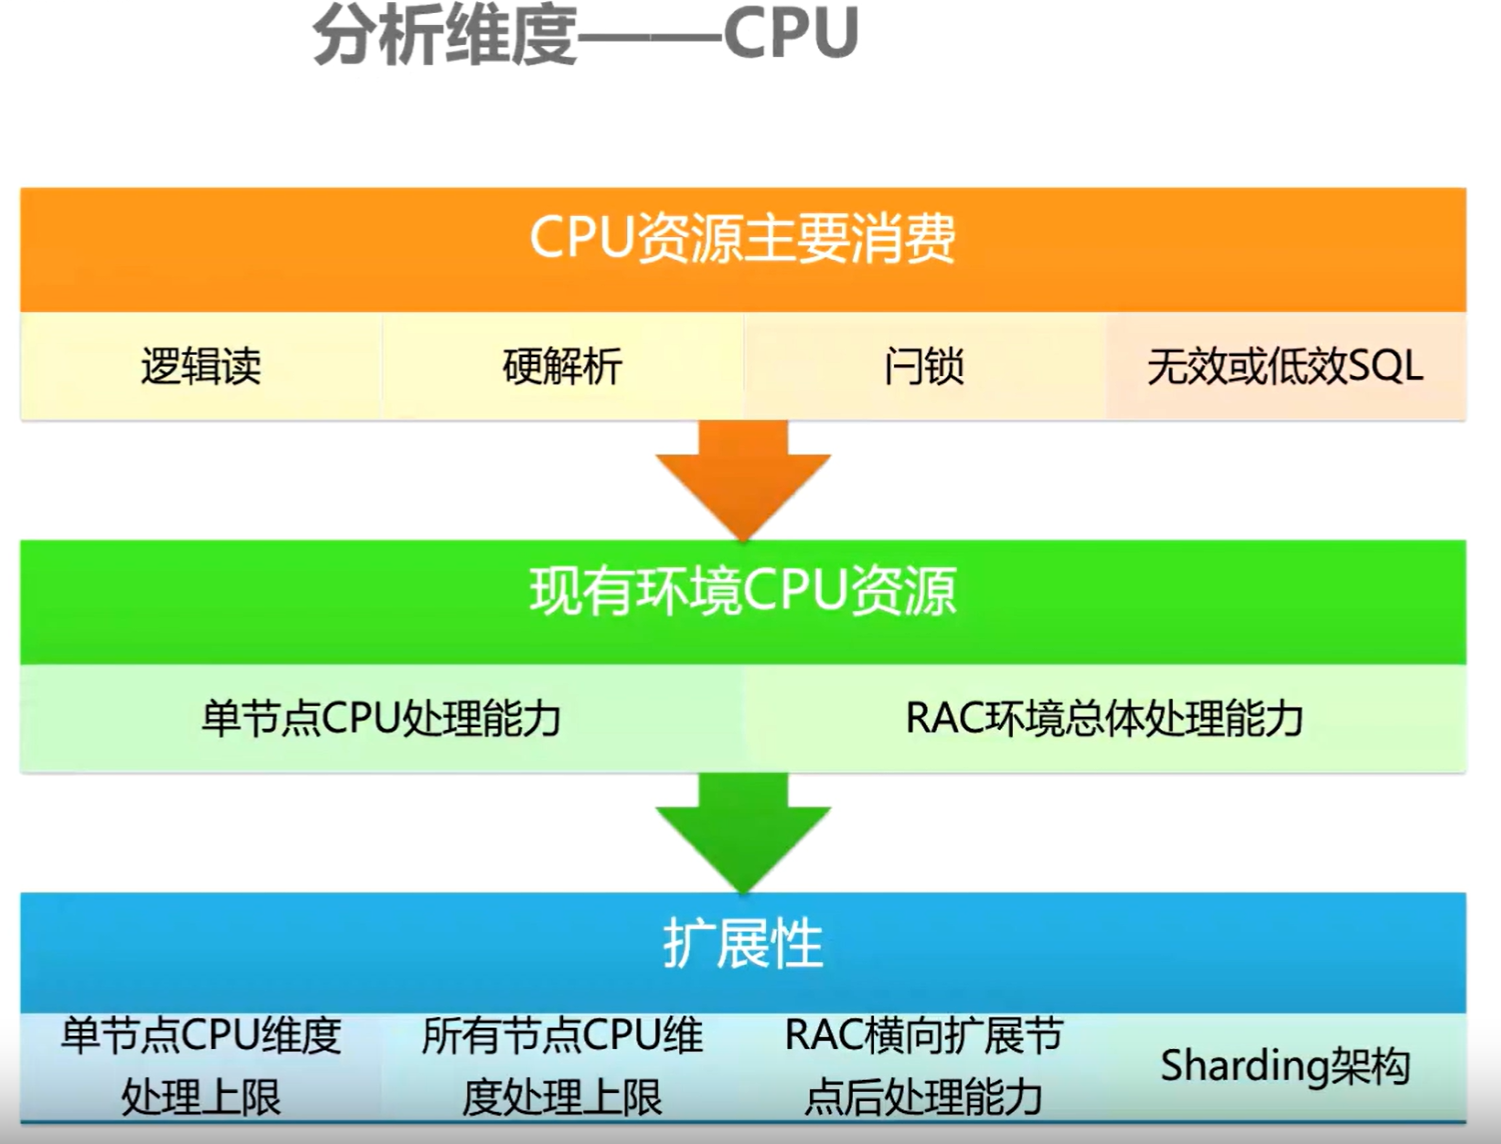 分析维度——CPU
CPU资源主要消费
逻辑读
硬解析
闩锁
无效或低效SQL
现有环境CPU资源
单节点CPU处理能力
RAC环境总体处理能力
扩展性
单节点CPU维度
处理上限
所有节点CPU维
度处理上限
RAC横向扩展节
点后处理能力
Sharding架构